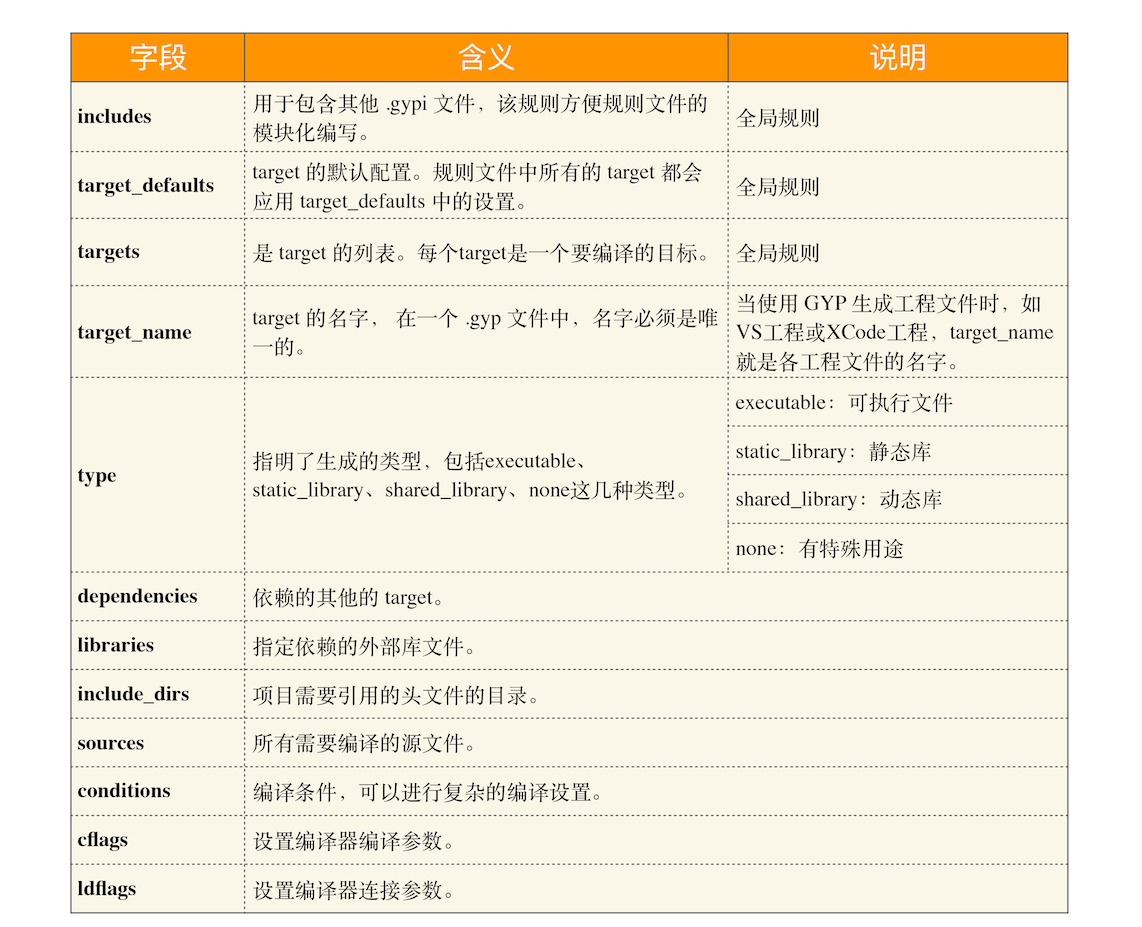 字段 含义 说明
includes
用于包含其他 .gypi 文件，该规则方便规则文件的
模块化编写。
全局规则
target_defaults
target 的默认配置。规则文件中所有的 target 都会
应用 target_defaults 中的设置。
全局规则
targets
是 target 的列表。每个target是一个要编译的目标。
全局规则
target_name
target 的名字， 在一个 .gyp 文件中，名字必须是唯
一的。
当使用 GYP 生成工程文件时，如
VS工程或XCode工程，target_name
就是各工程文件的名字。
type
指明了生成的类型，包括executable、
static_library、shared_library、none这几种类型。
executable：可执行文件
static_library：静态库
shared_library：动态库
none：有特殊用途
dependencies
依赖的其他的 target。
libraries
指定依赖的外部库文件。
include_dirs
项目需要引用的头文件的目录。
sources
所有需要编译的源文件。
conditions
编译条件，可以进行复杂的编译设置。
cflags
设置编译器编译参数。
ldflags
设置编译器连接参数。